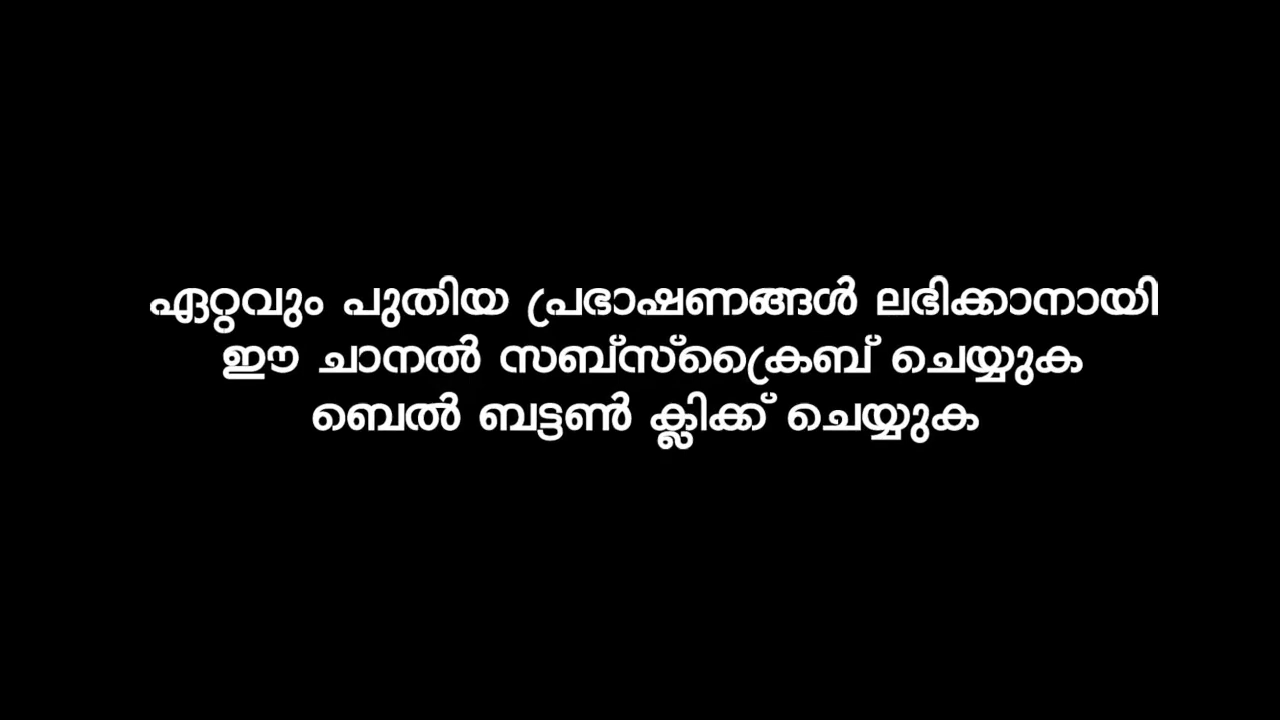 ഏറ്റവും പുതിയ പ്രഭാഷണങ്ങൾ ലഭിക്കാനായി
ഈ ചാനൽ സബ്സ്ക്രൈബ് ചെയ്യുക
ബെൽ ബട്ടൺ ക്ലിക്ക് ചെയ്യുക